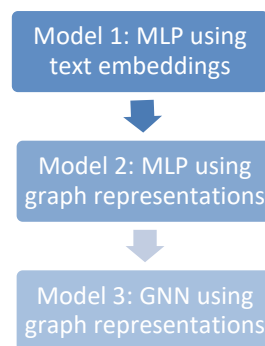 Model 1: MLP using
text embeddings
Model 2: MLP using
graph representations
Model 3: GNN using
graph representations